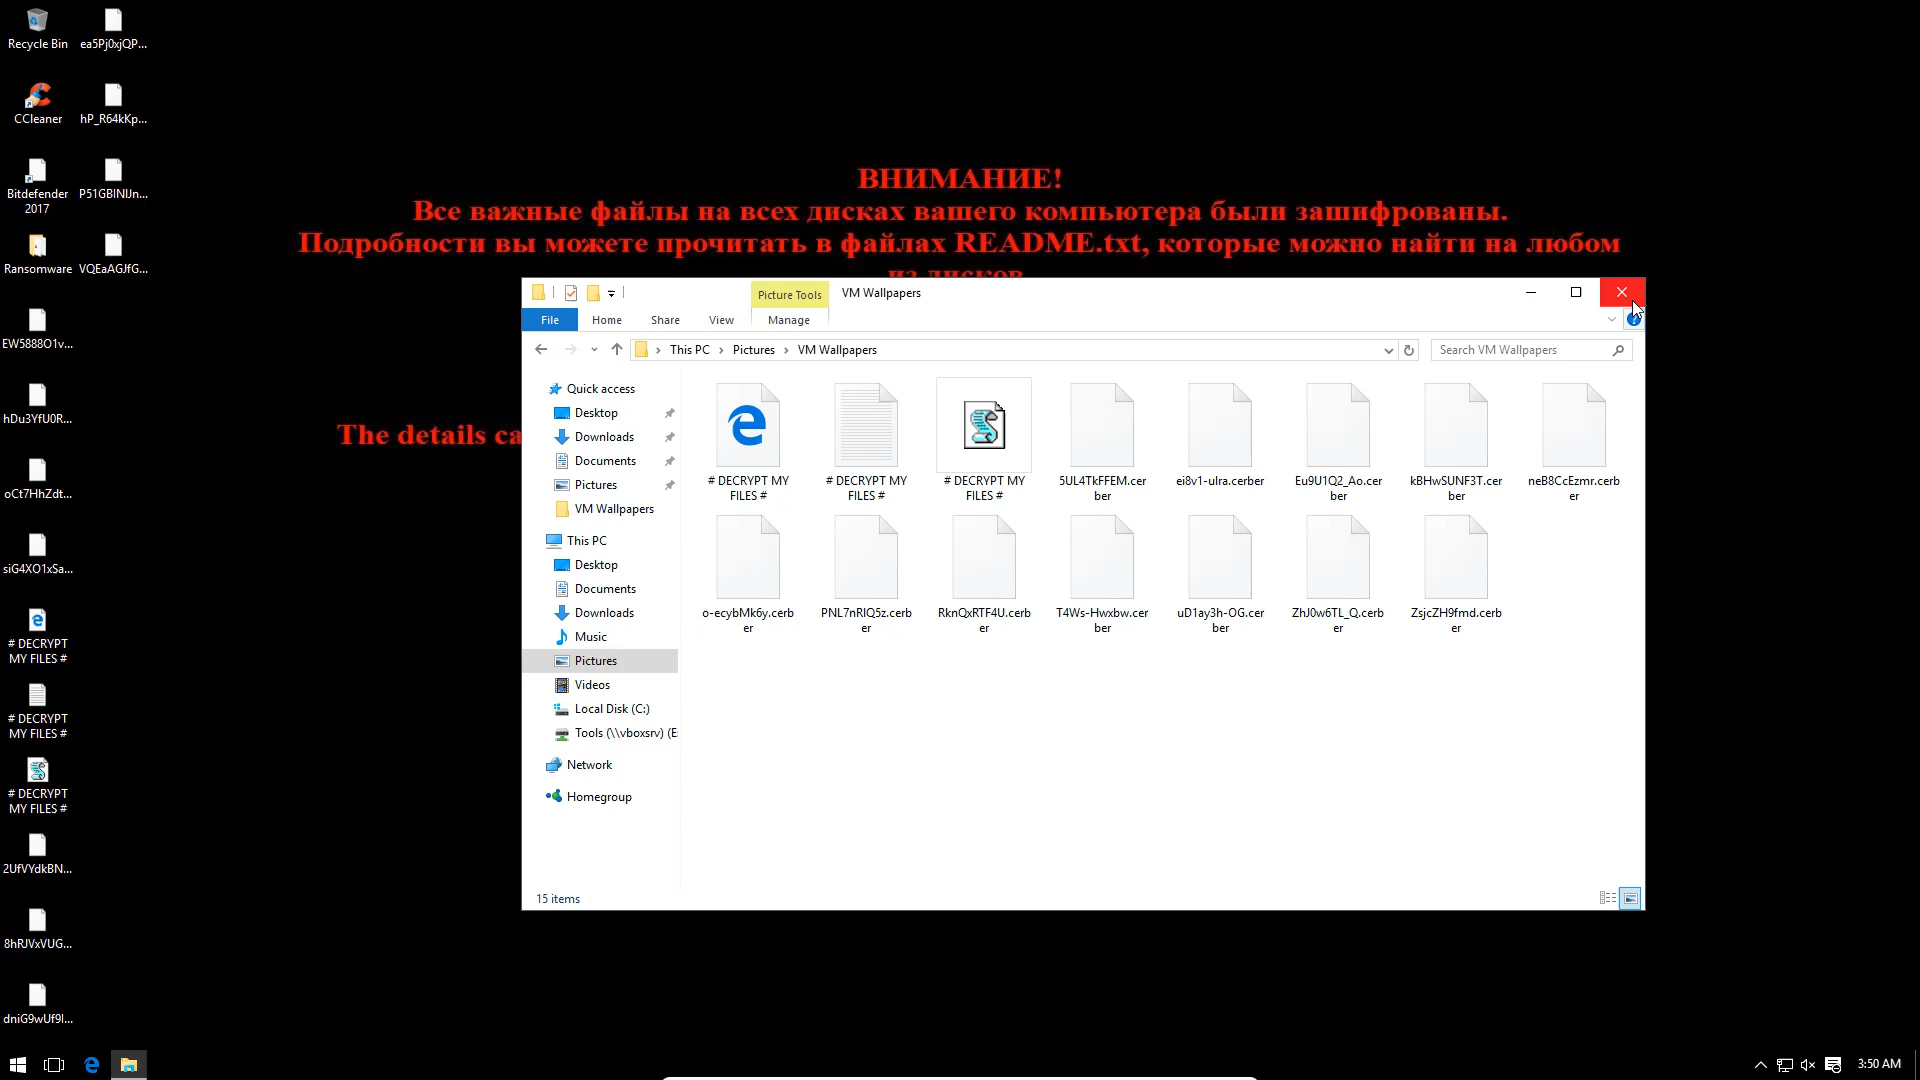 Recycle Bin
ea5Pj0xjQP...
CCleaner
hP_R64kKp...
Bitdefender
2017
P51GBINIJn...
Ransomware
VQEaAGJfG...
EW5888O1v...
hDu3YfU0R...
oCt7HhZdt...
siG4XO1xSa...
# DECRYPT
MY FILES #
# DECRYPT
MY FILES #
# DECRYPT
MY FILES #
2UfVYdkBN...
8hRJVxVUG...
dniG9wUf9l...
ВНИМАНИЕ!
Все важные файлы на всех дисках вашего компьютера были зашифрованы.
Подробности вы можете прочитать в файлах README.txt, которые можно найти на любом
из дисков
The details ca
Picture Tools
VM Wallpapers
File
Home
Share
View
Manage
This PC
Pictures
VM Wallpapers
Search VM Wallpapers
Quick access
Desktop
Downloads
Documents
Pictures
VM Wallpapers
This PC
Desktop
Documents
Downloads
Music
Pictures
Videos
Local Disk (C:)
Tools (\\vboxsrv) (E:
Network
Homegroup
# DECRYPT MY
FILES #
# DECRYPT MY
FILES #
# DECRYPT MY
FILES #
5UL4TkFFEM.cer
ber
ei8v1-ulra.cerber
Eu9U1Q2_Ao.cer
ber
kBHwSUNF3T.cer
ber
neB8CcEzmr.cerb
er
o-ecybMk6y.cerb
er
PNL7nRlQ5z.cerb
er
RknQxRTF4U.cerb
er
T4Ws-Hwxbw.cer
ber
uD1ay3h-OG.cer
ber
ZhJ0w6TL_Q.cerb
er
ZsjcZH9fmd.cerb
er
15 items
3:50 AM